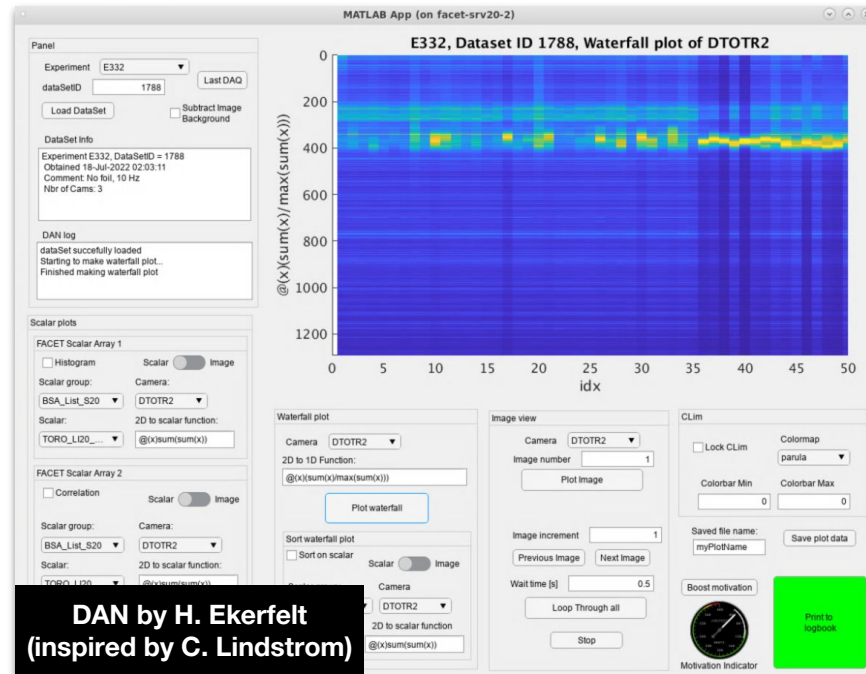 MATLAB App (on facet-srv20-2)
Panel
Experiment E332
dataSetID 1788 Last DAQ
Load DataSet Subtract Image
Background
DataSet Info
Experiment E332, DataSetID = 1788
Obtained 18-Jul-2022 02:03:11
Comment: No foil, 10 Hz
Nbr of Cams: 3
DAN log
dataSet succefully loaded
Starting to make waterfall plot...
Finished making waterfall plot
E332, Dataset ID 1788, Waterfall plot of DTOTR2
@(x)(sum(x)/max(sum(x)))
0
200
400
600
800
1000
1200
0 5 10 15 20 25 30 35 40 45 50
idx
Scalar plots
FACET Scalar Array 1
Histogram Scalar Image
Scalar group: Camera:
BSA_List_S20 DTOTR2
Scalar: 2D to scalar function:
TORO_LI20_... @(x)sum(sum(x))
FACET Scalar Array 2
Correlation Scalar Image
Scalar group: Camera:
BSA_List_S20 DTOTR2
Scalar: 2D to scalar function:
Waterfall plot
Camera DTOTR2
2D to 1D Function:
@(x)(sum(x)/max(sum(x)))
Plot waterfall
Sort waterfall plot
Sort on scalar Scalar Image
Camera
DTOTR2
2D to scalar function
@(x)sum(sum(x))
Image view
Camera DTOTR2
Image number 1
Plot Image
Image increment 1
Previous Image Next Image
Wait time [s] 0.5
Loop Through all
Stop
CLim
Lock CLim Colormap
parula
Colorbar Min Colorbar Max
0 0
Saved file name:
myPlotName Save plot data
Boost motivation
Motivation Indicator
Print to
logbook
DAN by H. Ekerfelt
(inspired by C. Lindstrom)